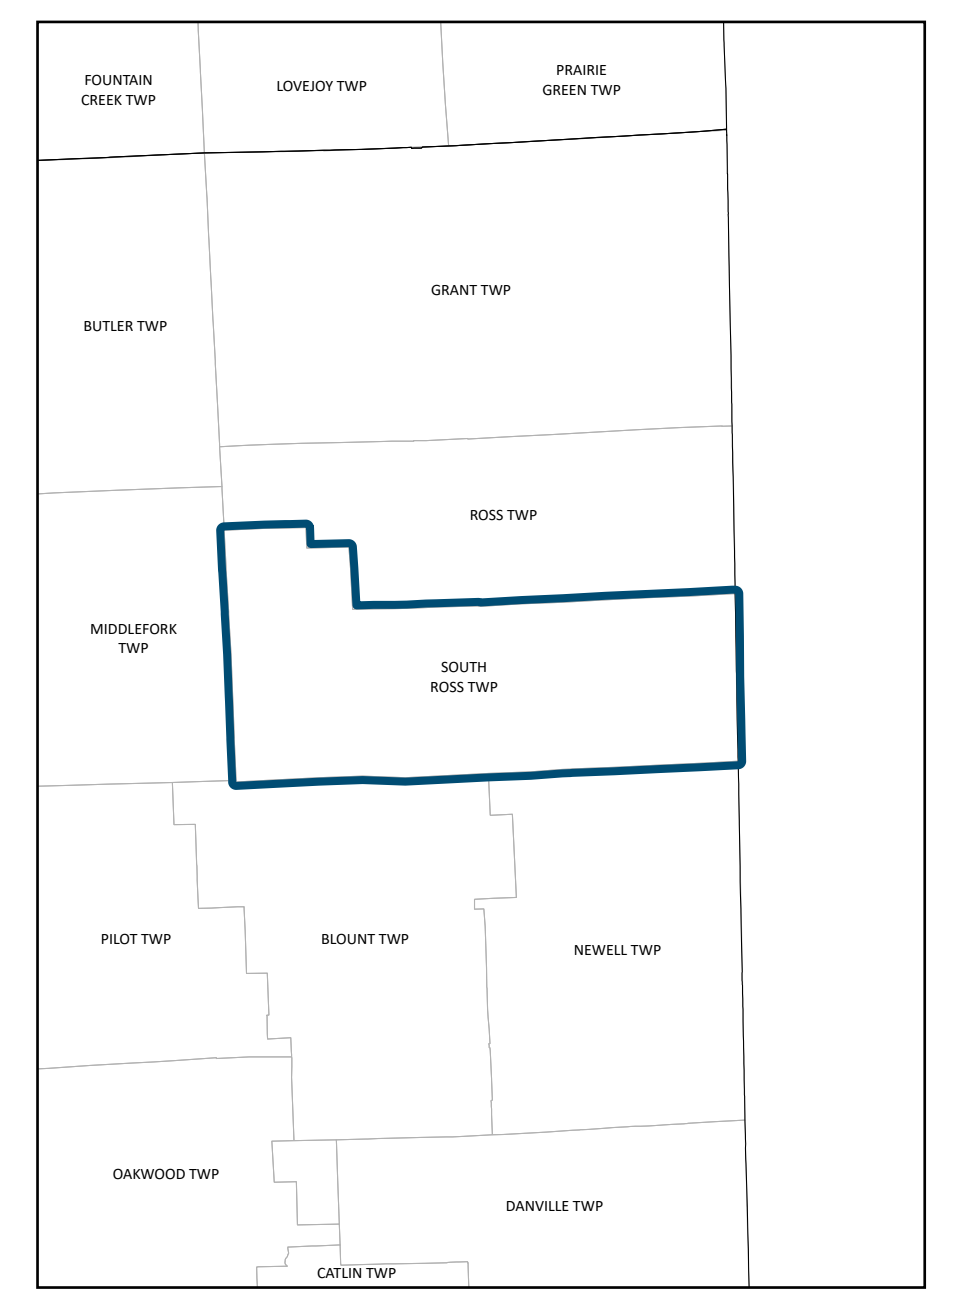 FOUNTAIN
CREEK TWP
LOVEJOY TWP
PRAIRIE
GREEN TWP
GRANT TWP
BUTLER TWP
ROSS TWP
MIDDLEFORK
TWP
SOUTH
ROSS TWP
PILOT TWP
BLOUNT TWP
NEWELL TWP
OAKWOOD TWP
DANVILLE TWP
CATLIN TWP